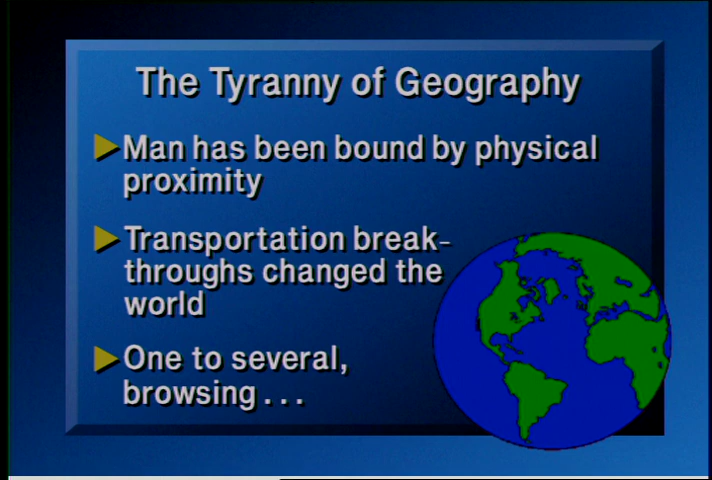 The Tyranny of Geography
Man has been bound by physical
proximity
Transportation break-
throughs changed the
world
One to several,
browsing . . .